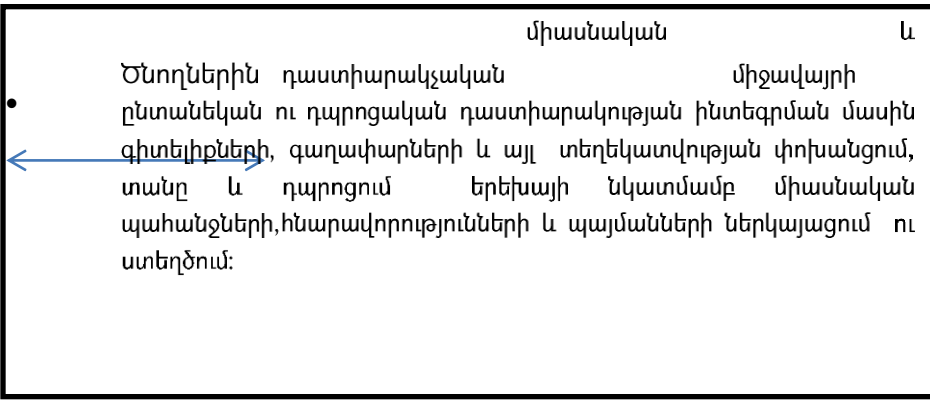 միասնական և
Ծնողներին դաստիարակչական միջավայրի
ընտանեկան ու դպրոցական դաստիարակության ինտեգրման մասին
գիտելիքների, գաղափարների և այլ տեղեկատվության փոխանցում,
տանը և դպրոցում երեխայի նկատմամբ միասնական
պահանջների,հնարավորությունների և պայմանների ներկայացում ու
ստեղծում: